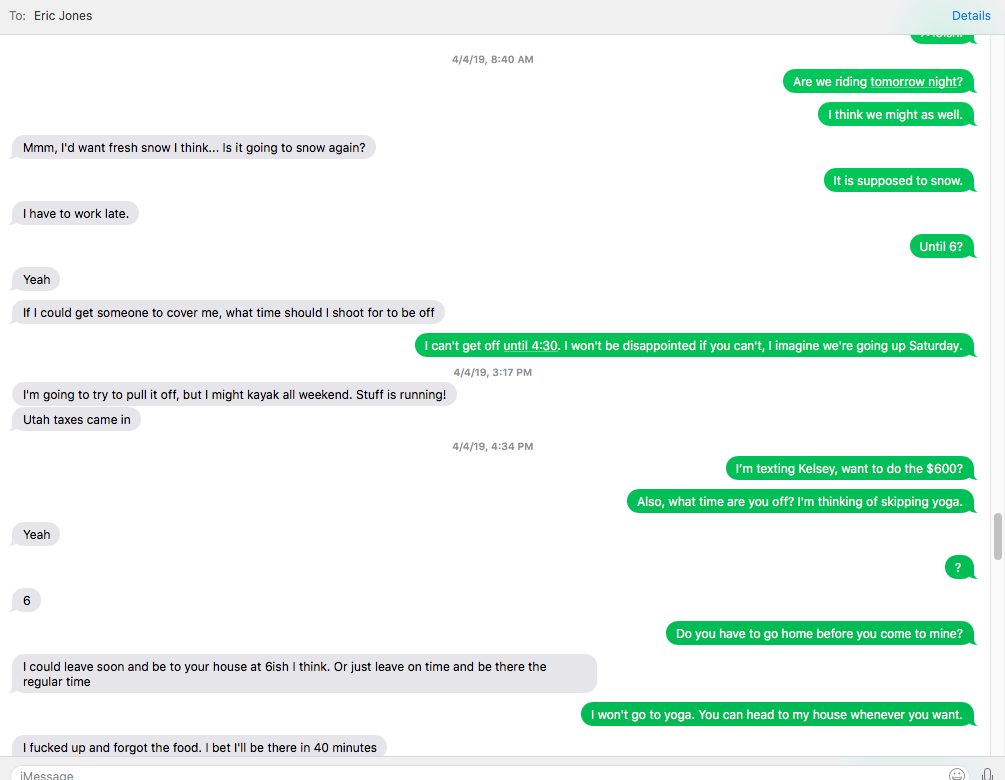 To: Eric Jones
Details
4/4/19, 8:40 AM
Are we riding tomorrow night?
I think we might as well.
Mmm, I'd want fresh snow I think... Is it going to snow again?
It is supposed to snow.
I have to work late.
Until 6?
Yeah
If I could get someone to cover me, what time should I shoot for to be off
I can't get off until 4:30. I won't be disappointed if you can't, I imagine we're going up Saturday.
4/4/19, 3:17 PM
I'm going to try to pull it off, but I might kayak all weekend. Stuff is running!
Utah taxes came in
4/4/19, 4:34 PM
I'm texting Kelsey, want to do the $600?
Also, what time are you off? I'm thinking of skipping yoga.
Yeah
?
6
Do you have to go home before you come to mine?
I could leave soon and be to your house at 6ish I think. Or just leave on time and be there the
regular time
I won't go to yoga. You can head to my house whenever you want.
I fucked up and forgot the food. I bet I'll be there in 40 minutes
iMessage